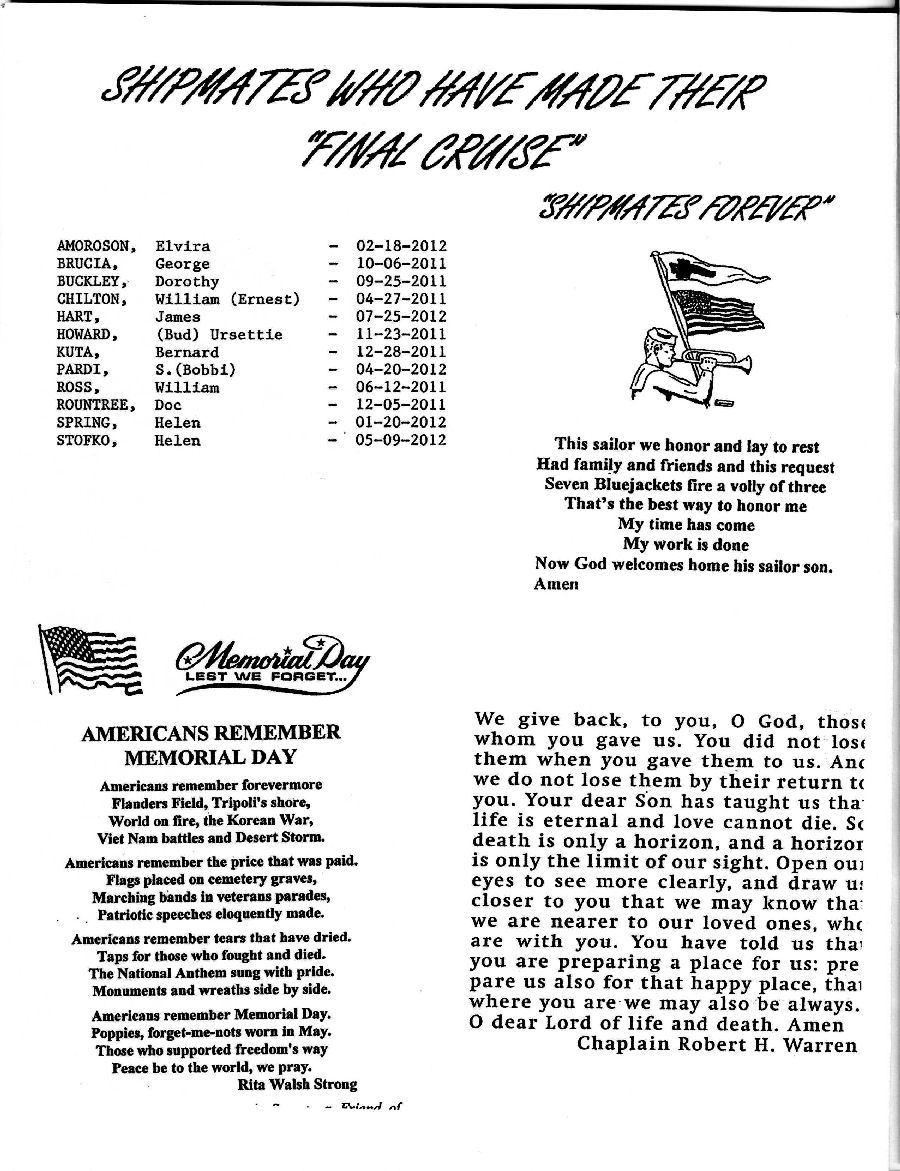 SHIPMATES WHO HAVE MADE THEIR
"FINAL CRUISE"
"SHIPMATES FOREVER"
AMOROSON, Elvira - 02-18-2012
BRUCIA, George - 10-06-2011
BUCKLEY, Dorothy - 09-25-2011
CHILTON, William (Ernest) - 04-27-2011
HART, James - 07-25-2012
HOWARD, (Bud) Ursettie - 11-23-2011
KUTA, Bernard - 12-28-2011
PARDI, S.(Bobbi) - 04-20-2012
ROSS, William - 06-12-2011
ROUNTREE, Doc - 12-05-2011
SPRING, Helen - 01-20-2012
STOFKO, Helen - 05-09-2012
This sailor we honor and lay to rest
Had family and friends and this request
Seven Bluejackets fire a volly of three
That's the best way to honor me
My time has come
My work is done
Now God welcomes home his sailor son.
Amen
Memorial Day
LEST WE FORGET...
AMERICANS REMEMBER
MEMORIAL DAY
Americans remember forevermore
Flanders Field, Tripoli's shore,
World on fire, the Korean War,
Viet Nam battles and Desert Storm.
Americans remember the price that was paid.
Flags placed on cemetery graves,
Marching bands in veterans parades,
Patriotic speeches eloquently made.
Americans remember tears that have dried.
Taps for those who fought and died.
The National Anthem sung with pride.
Monuments and wreaths side by side.
Americans remember Memorial Day.
Poppies, forget-me-nots worn in May.
Those who supported freedom's way
Peace be to the world, we pray.
Rita Walsh Strong
Friend of
We give back, to you, O God, thos
whom you gave us. You did not los
them when you gave them to us. An
we do not lose them by their return t
you. Your dear Son has taught us tha
life is eternal and love cannot die. S
death is only a horizon, and a horizo
is only the limit of our sight. Open ou
eyes to see more clearly, and draw u
closer to you that we may know tha
we are nearer to our loved ones, wh
are with you. You have told us tha
you are preparing a place for us: pre
pare us also for that happy place, tha
where you are we may also be always.
O dear Lord of life and death. Amen
Chaplain Robert H. Warren